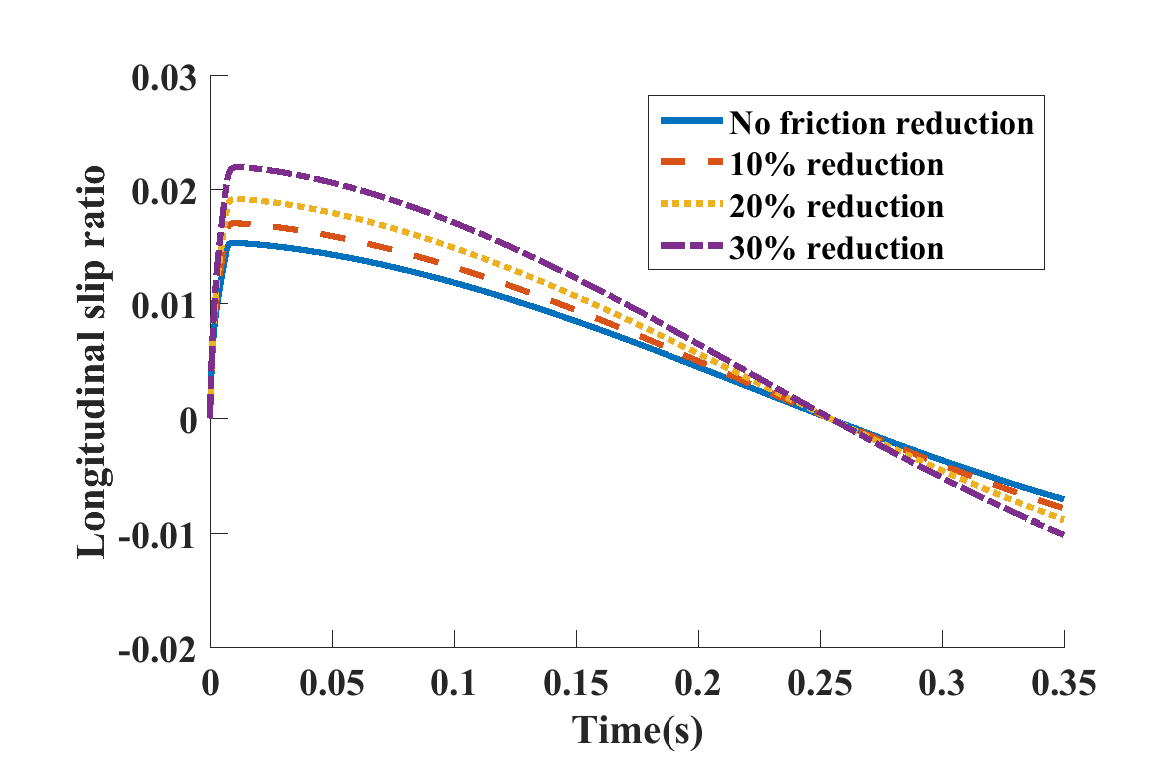 0.03
0.02
0.01
0
-0.01
-0.02
Longitudinal slip ratio
No friction reduction
10% reduction
20% reduction
30% reduction
0 0.05 0.1 0.15 0.2 0.25 0.3 0.35
Time(s)